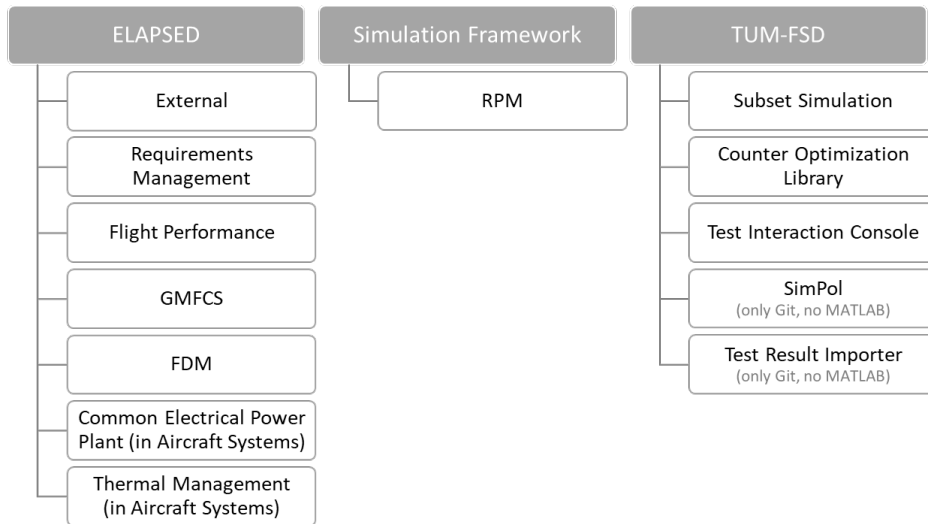 ELAPSED
External
Requirements
Management
Flight Performance
GMFCS
FDM
Common Electrical Power
Plant (in Aircraft Systems)
Thermal Management
(in Aircraft Systems)
Simulation Framework
RPM
TUM-FSD
Subset Simulation
Counter Optimization
Library
Test Interaction Console
SimPol
(only Git, no MATLAB)
Test Result Importer
(only Git, no MATLAB)